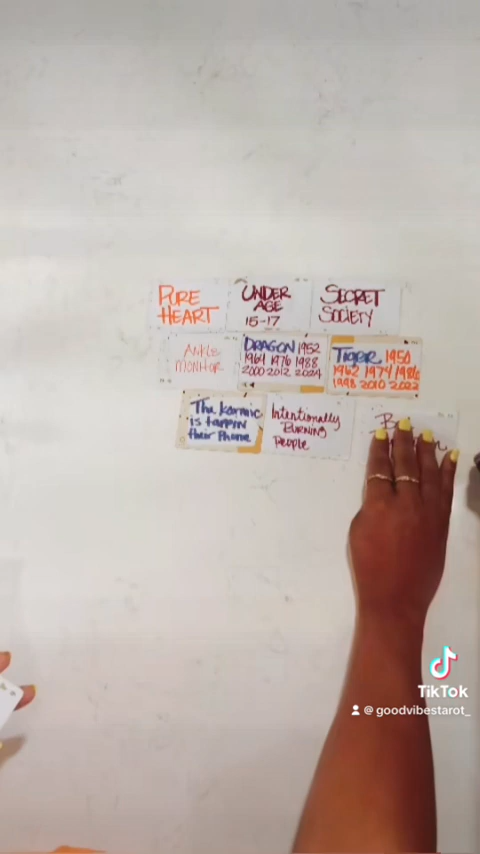 PURE
HEART
UNDER
AGE
15-17
SECRET
SOCIETY
ANKLE
MONITOR
DRAGON 1952
1964 1976 1988
2000 2012 2024
TIGER 1950
1962 1974 1986
1998 2010 2022
The Karmic
is tappin
their Phone
Intentionally
BURNING
People
TikTok
@goodvibestarot_